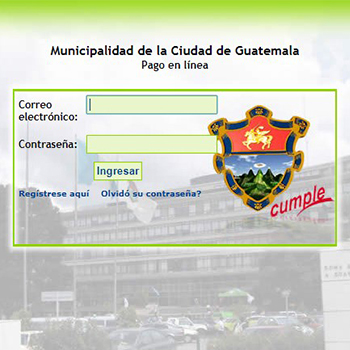 Municipalidad de la Ciudad de Guatemala
Pago en línea
Correo
electrónico:
Contraseña:
Ingresar
Regístrese aquí Olvidó su contraseña?
cumple